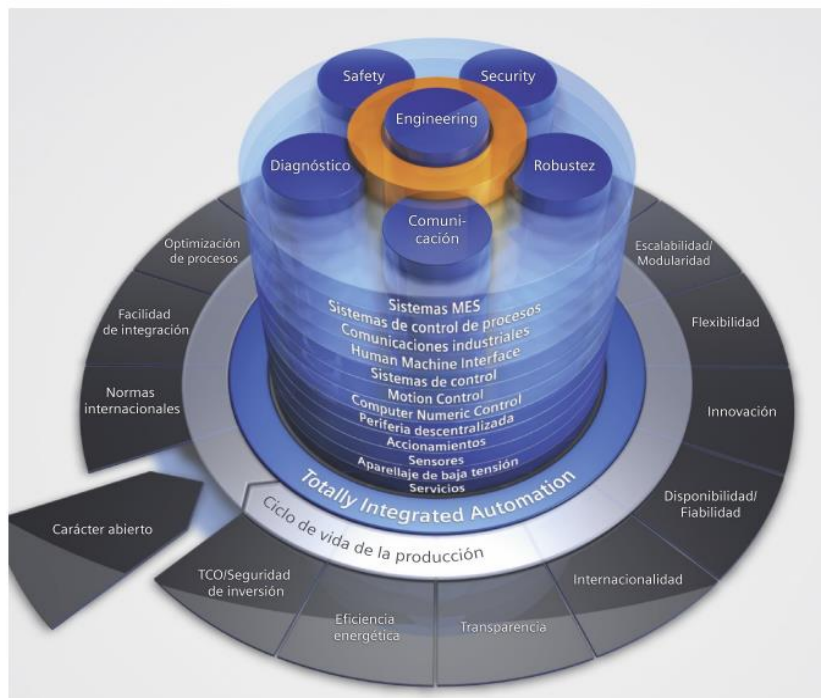 Safety
Security
Engineering
Diagnóstico
Robustez
Comuni-
cación
Optimización
de procesos
Escalabilidad/
Modularidad
Facilidad
de integración
Flexibilidad
Normas
internacionales
Innovación
Sistemas MES
Sistemas de control de procesos
Comunicaciones industriales
Human Machine Interface
Sistemas de control
Motion Control
Computer Numeric Control
Periferia descentralizada
Accionamientos
Sensores
Aparellaje de baja tensión
Servicios
Totally Integrated Automation
Ciclo de vida de la producción
Carácter abierto
Disponibilidad/
Fiabilidad
TCO/Seguridad
de inversión
Eficiencia
energética
Transparencia
Internacionalidad